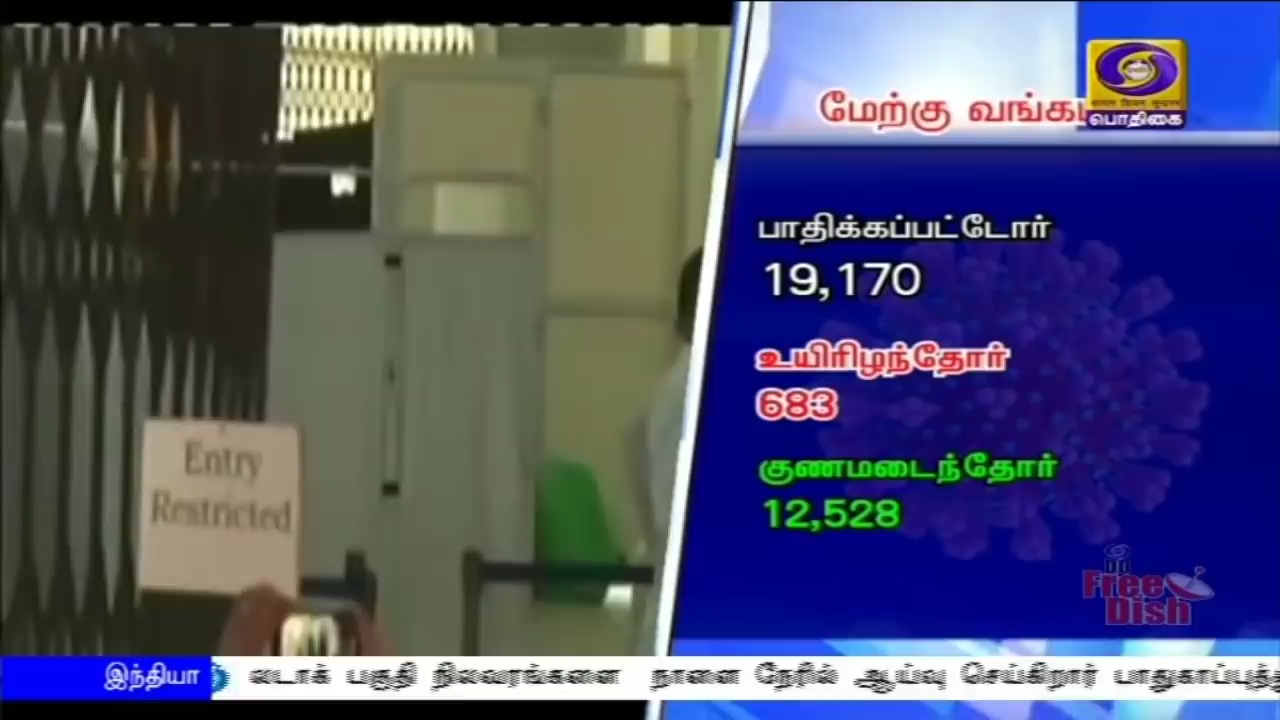 Entry
Restricted
மேற்கு
பொதிகை
பாதிக்கப்பட்டோர்
19,170
உயிரிழந்தோர்
683
குணமடைந்தோர்
12,528
DD
Free
Dish
இந்தியா
லடாக் பகுதி நிலவரங்களை நாளை நேரில் ஆய்வு செய்கிறார்